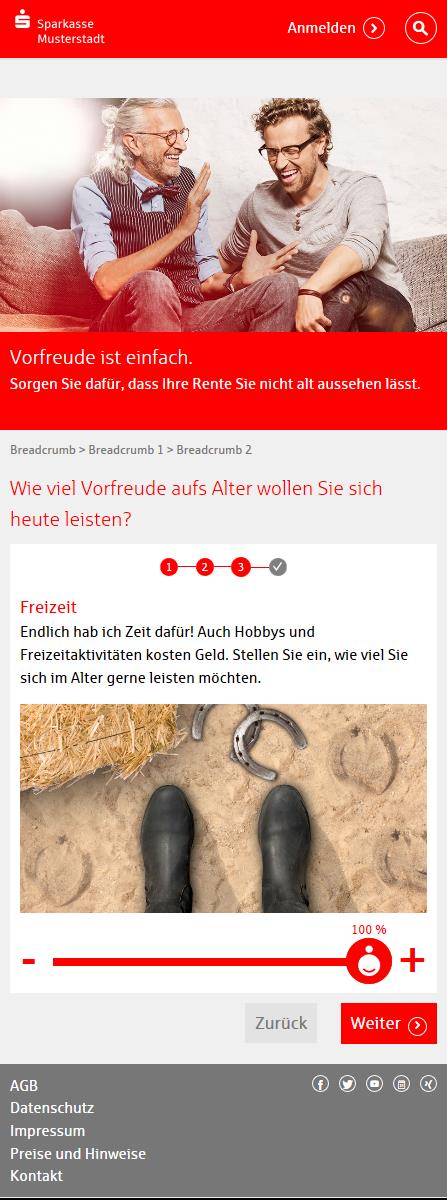 Sparkasse
Musterstadt
Anmelden
Vorfreude ist einfach.
Sorgen Sie dafür, dass Ihre Rente Sie nicht alt aussehen lässt.
Breadcrumb > Breadcrumb 1 > Breadcrumb 2
Wie viel Vorfreude aufs Alter wollen Sie sich
heute leisten?
1 2 3
Freizeit
Endlich hab ich Zeit dafür! Auch Hobbys und
Freizeitaktivitäten kosten Geld. Stellen Sie ein, wie viel Sie
sich im Alter gerne leisten möchten.
100 %
- +
Zurück
Weiter
AGB
Datenschutz
Impressum
Preise und Hinweise
Kontakt